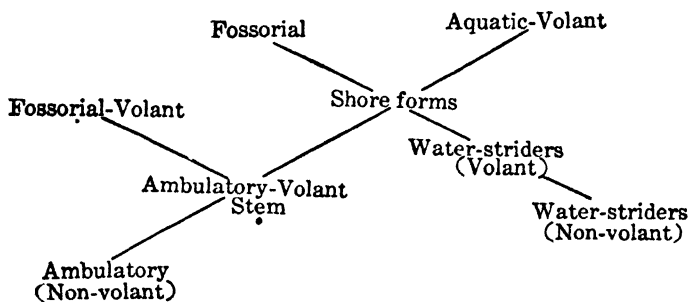 Fossorial
Aquatic-Volant
Shore forms
Fossorial-Volant
Water-striders
(Volant)
Ambulatory-Volant
Stem
Water-striders
(Non-volant)
Ambulatory
(Non-volant)